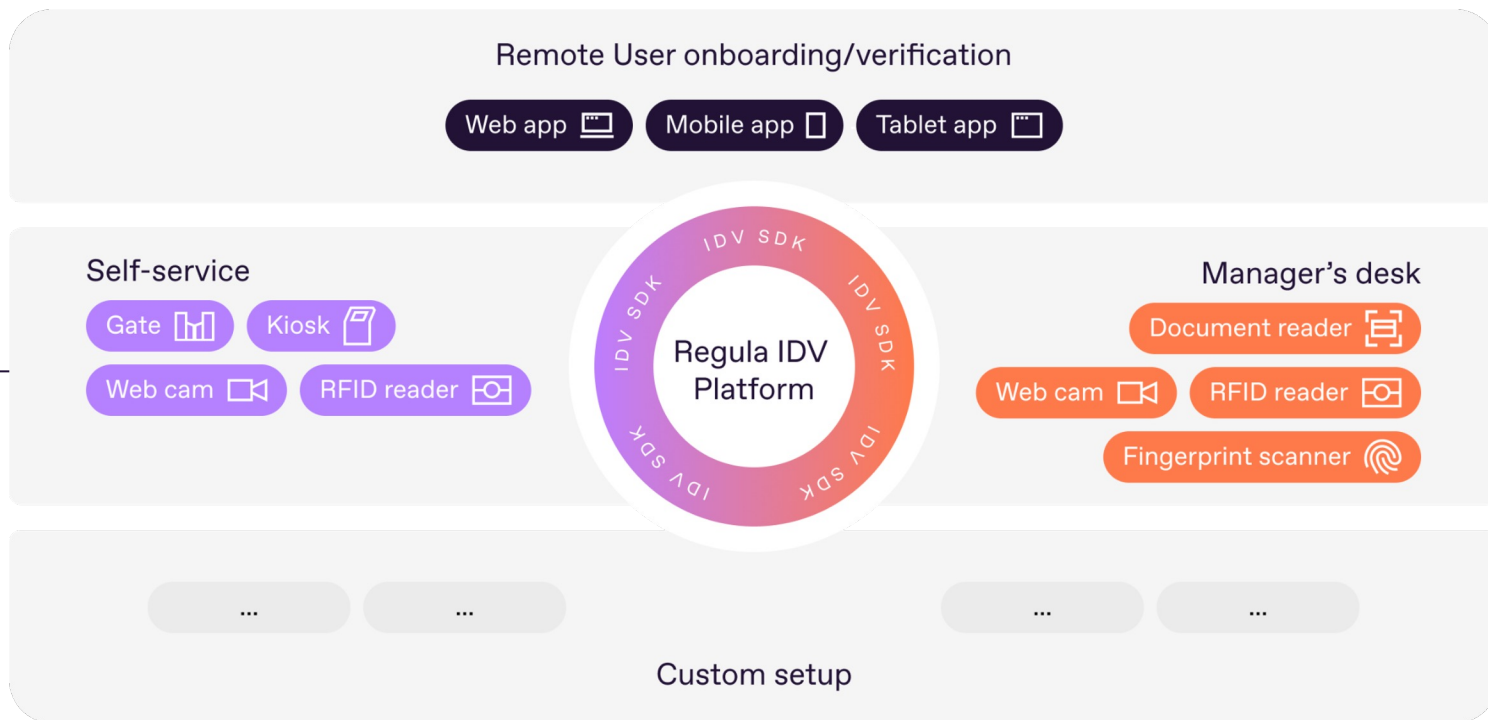 Remote User onboarding/verification
Web app
Mobile app
Tablet app
Self-service
Gate
Kiosk
Web cam
RFID reader
IDV SDK
IDV SDK
IDV SDK
IDV SDK
IDV SDK
Regula IDV
Platform
Manager’s desk
Document reader
Web cam
RFID reader
Fingerprint scanner
...
...
...
...
Custom setup